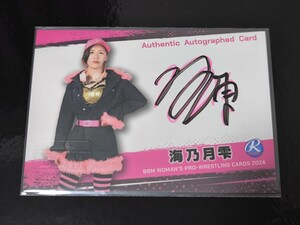 Authentic Autographed Card
海乃月雫
R
BBM WOMAN'S PRO-WRESTLING CARDS 2024